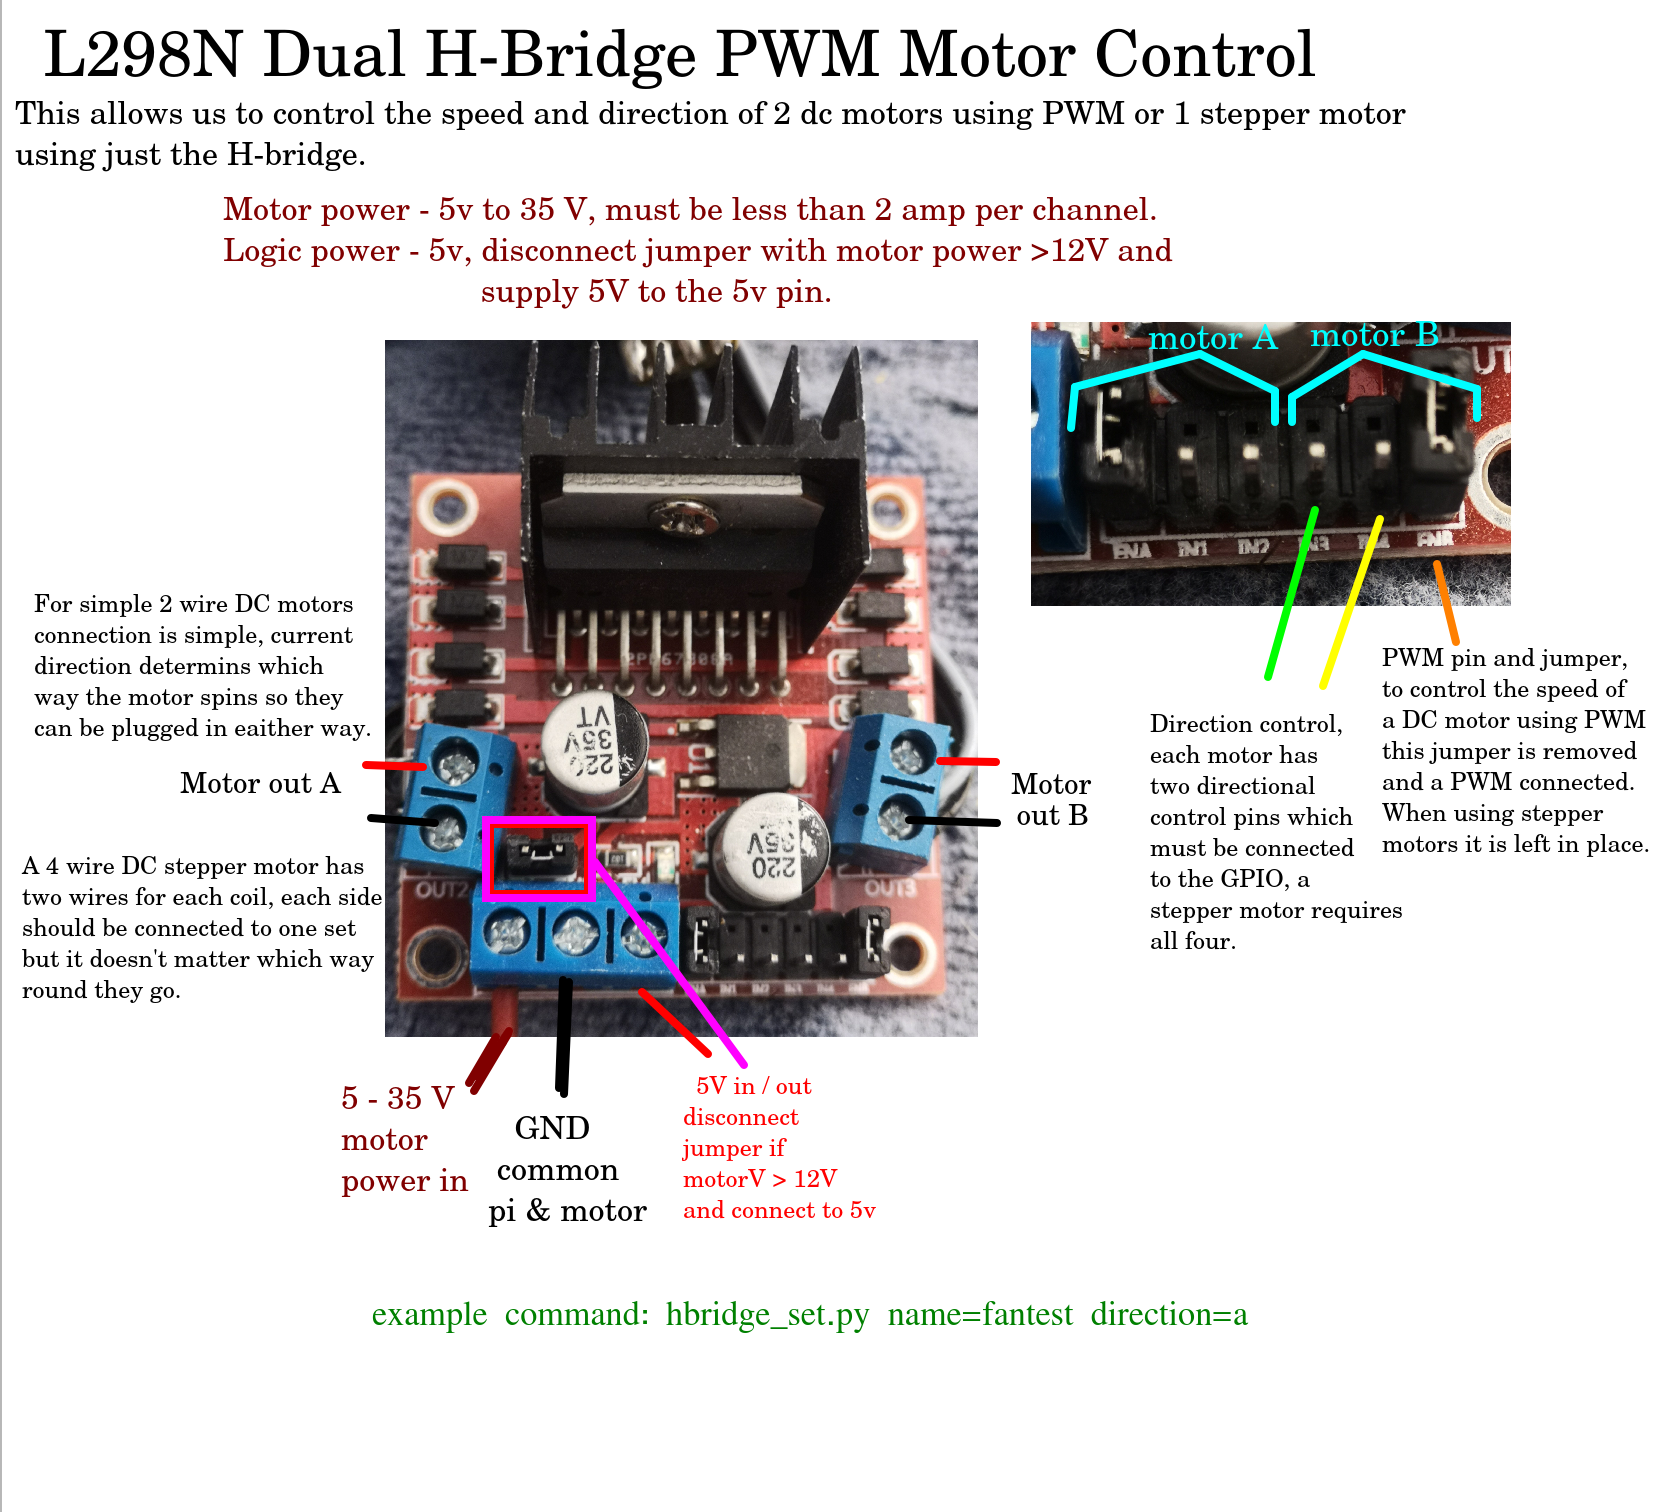 L298N Dual H-Bridge PWM Motor Control
This allows us to control the speed and direction of 2 dc motors using PWM or 1 stepper motor
using just the H-bridge.
Motor power - 5v to 35 V, must be less than 2 amp per channel.
Logic power - 5v, disconnect jumper with motor power >12V and
supply 5V to the 5v pin.
motor A
motor B
ENA
IN1
IN2
IN3
IN4
ENB
For simple 2 wire DC motors
connection is simple, current
direction determins which
way the motor spins so they
can be plugged in eaither way.
Motor out A
A 4 wire DC stepper motor has
two wires for each coil, each side
should be connected to one set
but it doesn't matter which way
round they go.
220
35V
VT
220
35V
OUT2
OUT3
Motor
out B
Direction control,
each motor has
two directional
control pins which
must be connected
to the GPIO, a
stepper motor requires
all four.
PWM pin and jumper,
to control the speed of
a DC motor using PWM
this jumper is removed
and a PWM connected.
When using stepper
motors it is left in place.
5 - 35 V
motor
power in
GND
common
pi & motor
5V in / out
disconnect
jumper if
motorV > 12V
and connect to 5v
example command: hbridge_set.py name=fantest direction=a